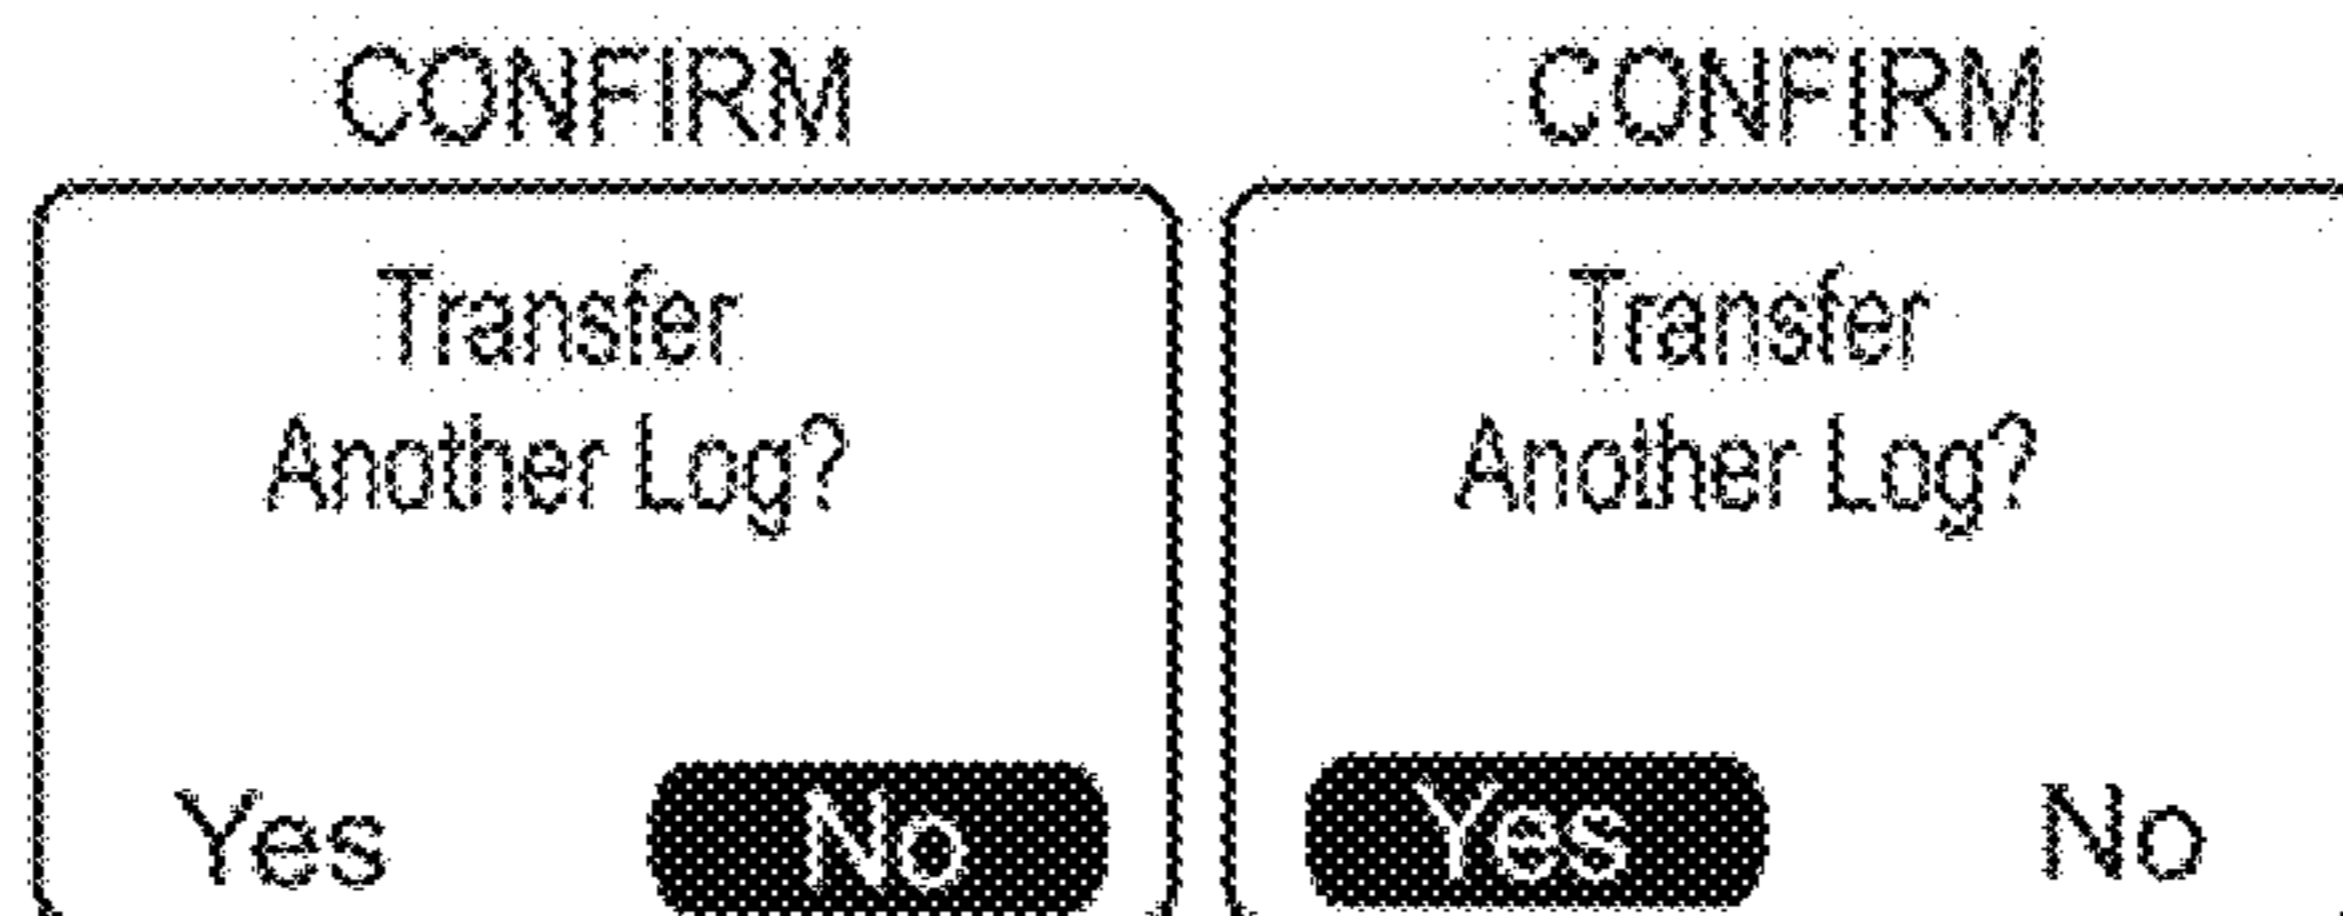 CONFIRM
Transfer
Another Log?
Yes No
CONFIRM
Transfer
Another Log?
Yes No